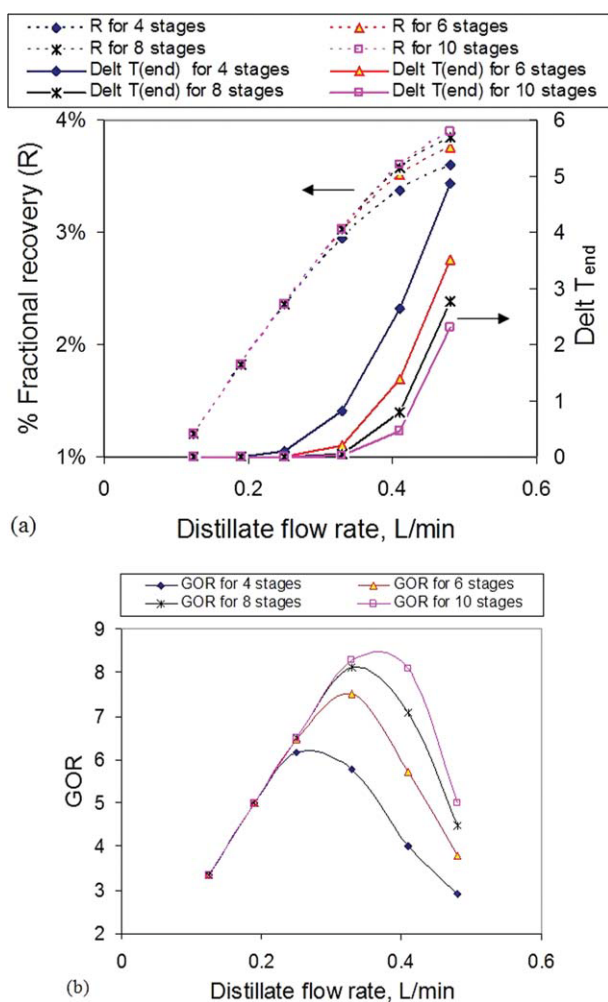 R for 4 stages R for 6 stages
R for 8 stages R for 10 stages
Delt T(end) for 4 stages Delt T(end) for 6 stages
Delt T(end) for 8 stages Delt T(end) for 10 stages
4% 6
5
3% 4
3
2% 2
1
1% 0
0 0.2 0.4 0.6
% Fractional recovery (R)
Delt Tend
(a) Distillate flow rate, L/min
GOR for 4 stages GOR for 6 stages
GOR for 8 stages GOR for 10 stages
9
8
7
6
5
4
3
2
0 0.2 0.4 0.6
GOR
(b) Distillate flow rate, L/min